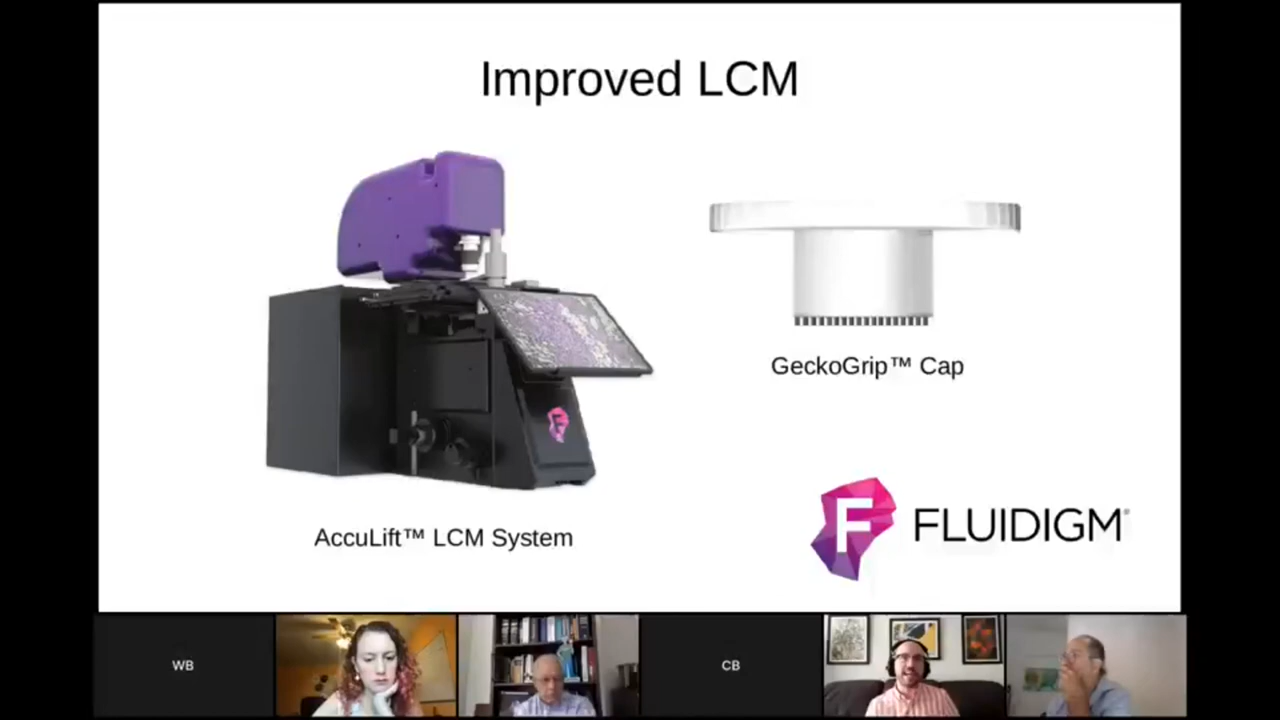 Improved LCM
GeckoGrip™ Cap
F FLUIDIGM®
AccuLift™ LCM System
F
WB
CB